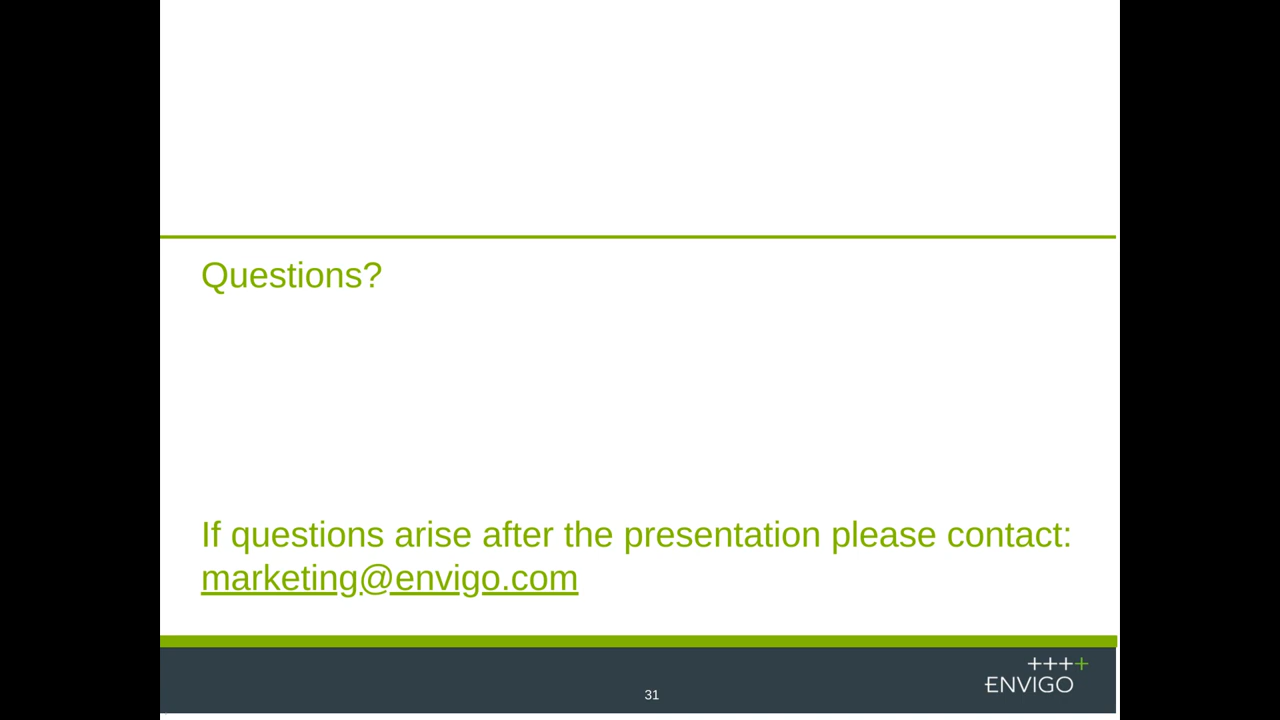 Questions?
If questions arise after the presentation please contact:
marketing@envigo.com
++++
ENVIGO
31